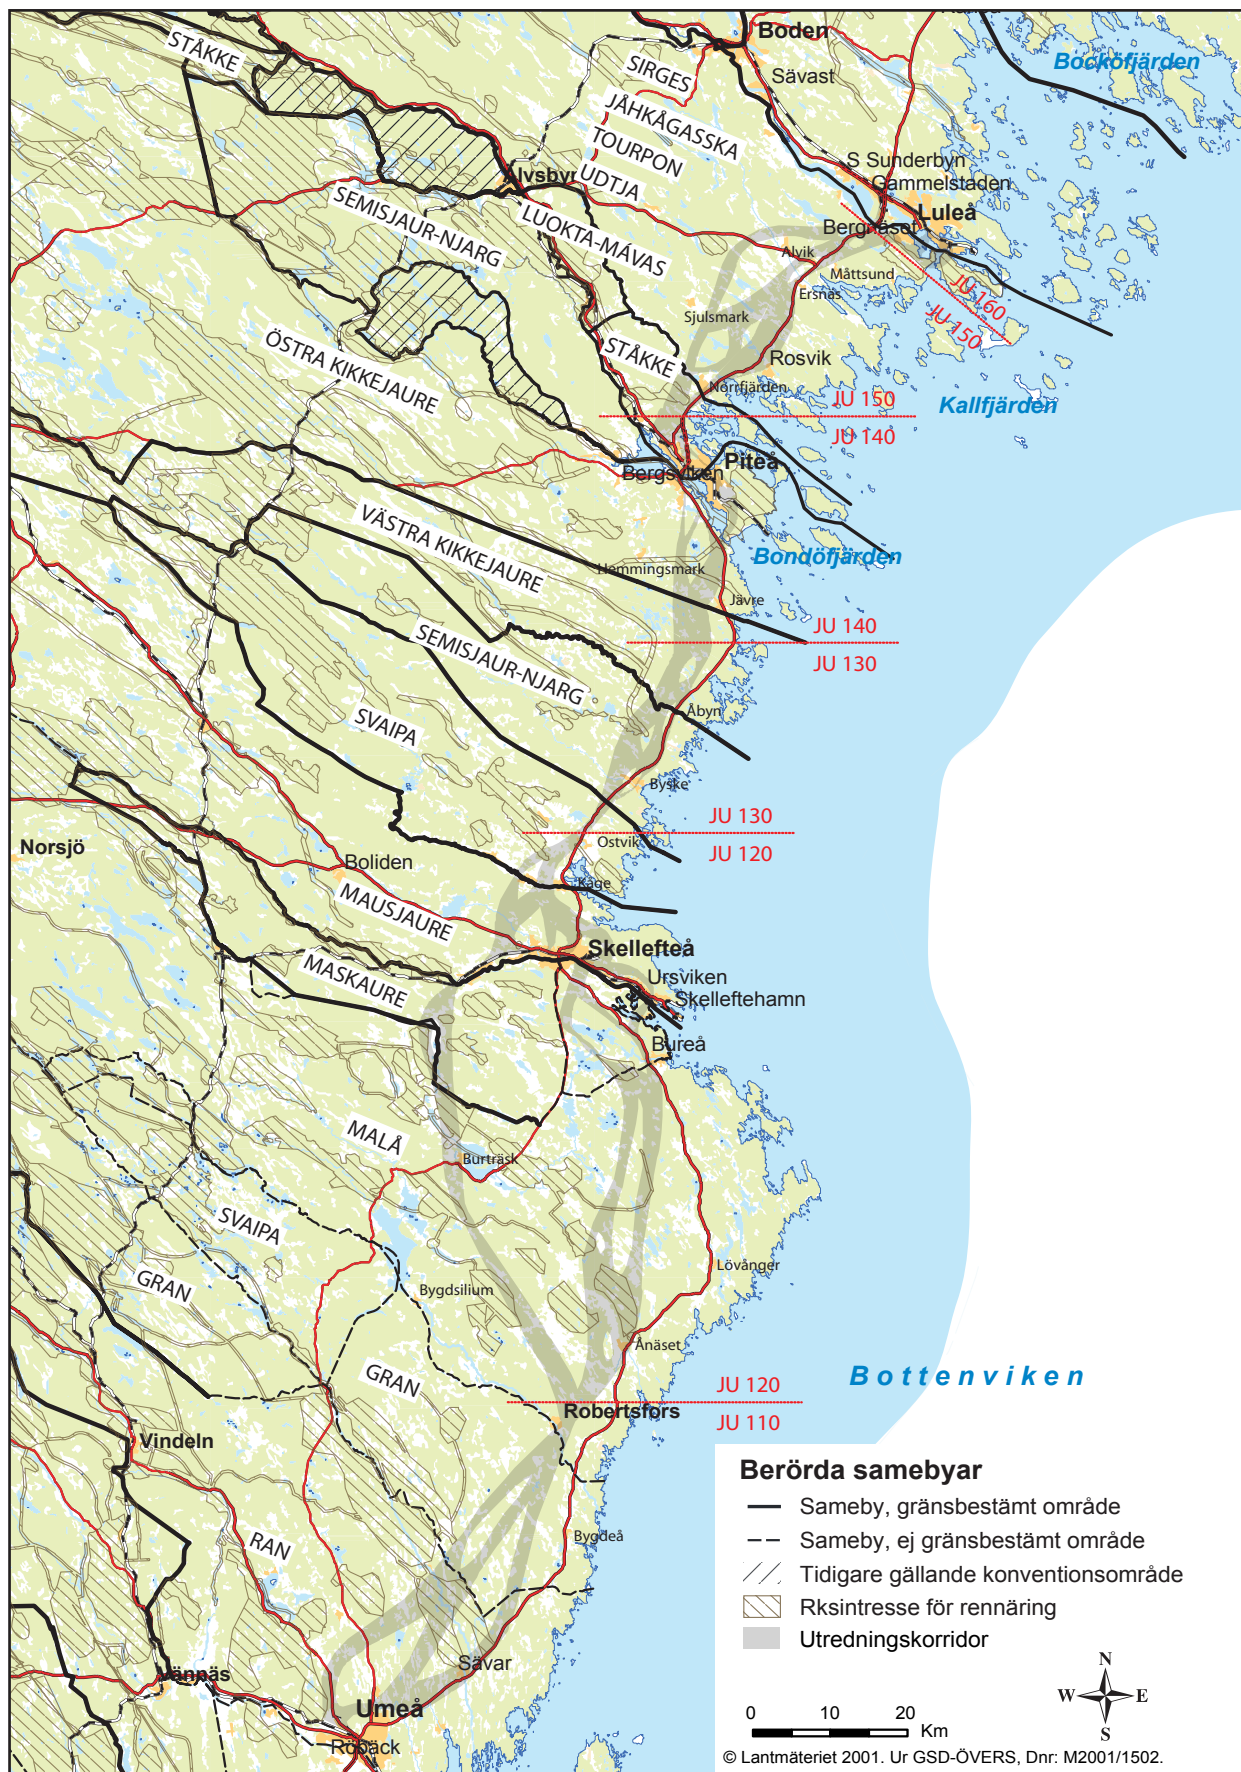 Boden
Bocköfjärden
STÅKKE
SIRGES
Sävast
JÅHKÅGASSKA
TOURPON
S Sunderbyn
Älvsbyn
UDTJA
Gammelstaden
SEMISJAUR-NJARG
LUOKTA-MÁVAS
Luleå
Bergnäset
Alvik
Måttsund
Ersnäs
JU 160
JU 150
Sjulsmark
ÖSTRA KIKKEJAURE
STÅKKE
Rosvik
Norrfjärden
JU 150
Kallfjärden
JU 140
Piteå
Bergsviken
VÄSTRA KIKKEJAURE
Bondöfjärden
Hemmingsmark
Jävre
JU 140
SEMISJAUR-NJARG
JU 130
SVAIPA
Åbyn
Byske
JU 130
Norsjö
Ostvik
JU 120
Boliden
Kåge
MAUSJAURE
Skellefteå
MASKAURE
Ursviken
Skelleftehamn
Bureå
MALÅ
Burträsk
SVAIPA
GRAN
Lövånger
Bygdsilium
Ånäset
GRAN
Bottenviken
JU 120
Robertsfors
JU 110
Vindeln
RAN
Bygdeå
Sävar
Vännäs
Umeå
Röbäck
Berörda samebyar
Sameby, gränsbestämt område
Sameby, ej gränsbestämt område
Tidigare gällande konventionsområde
Rksintresse för rennäring
Utredningskorridor
N
W E
S
0 10 20
Km
© Lantmäteriet 2001. Ur GSD-ÖVERS, Dnr: M2001/1502.